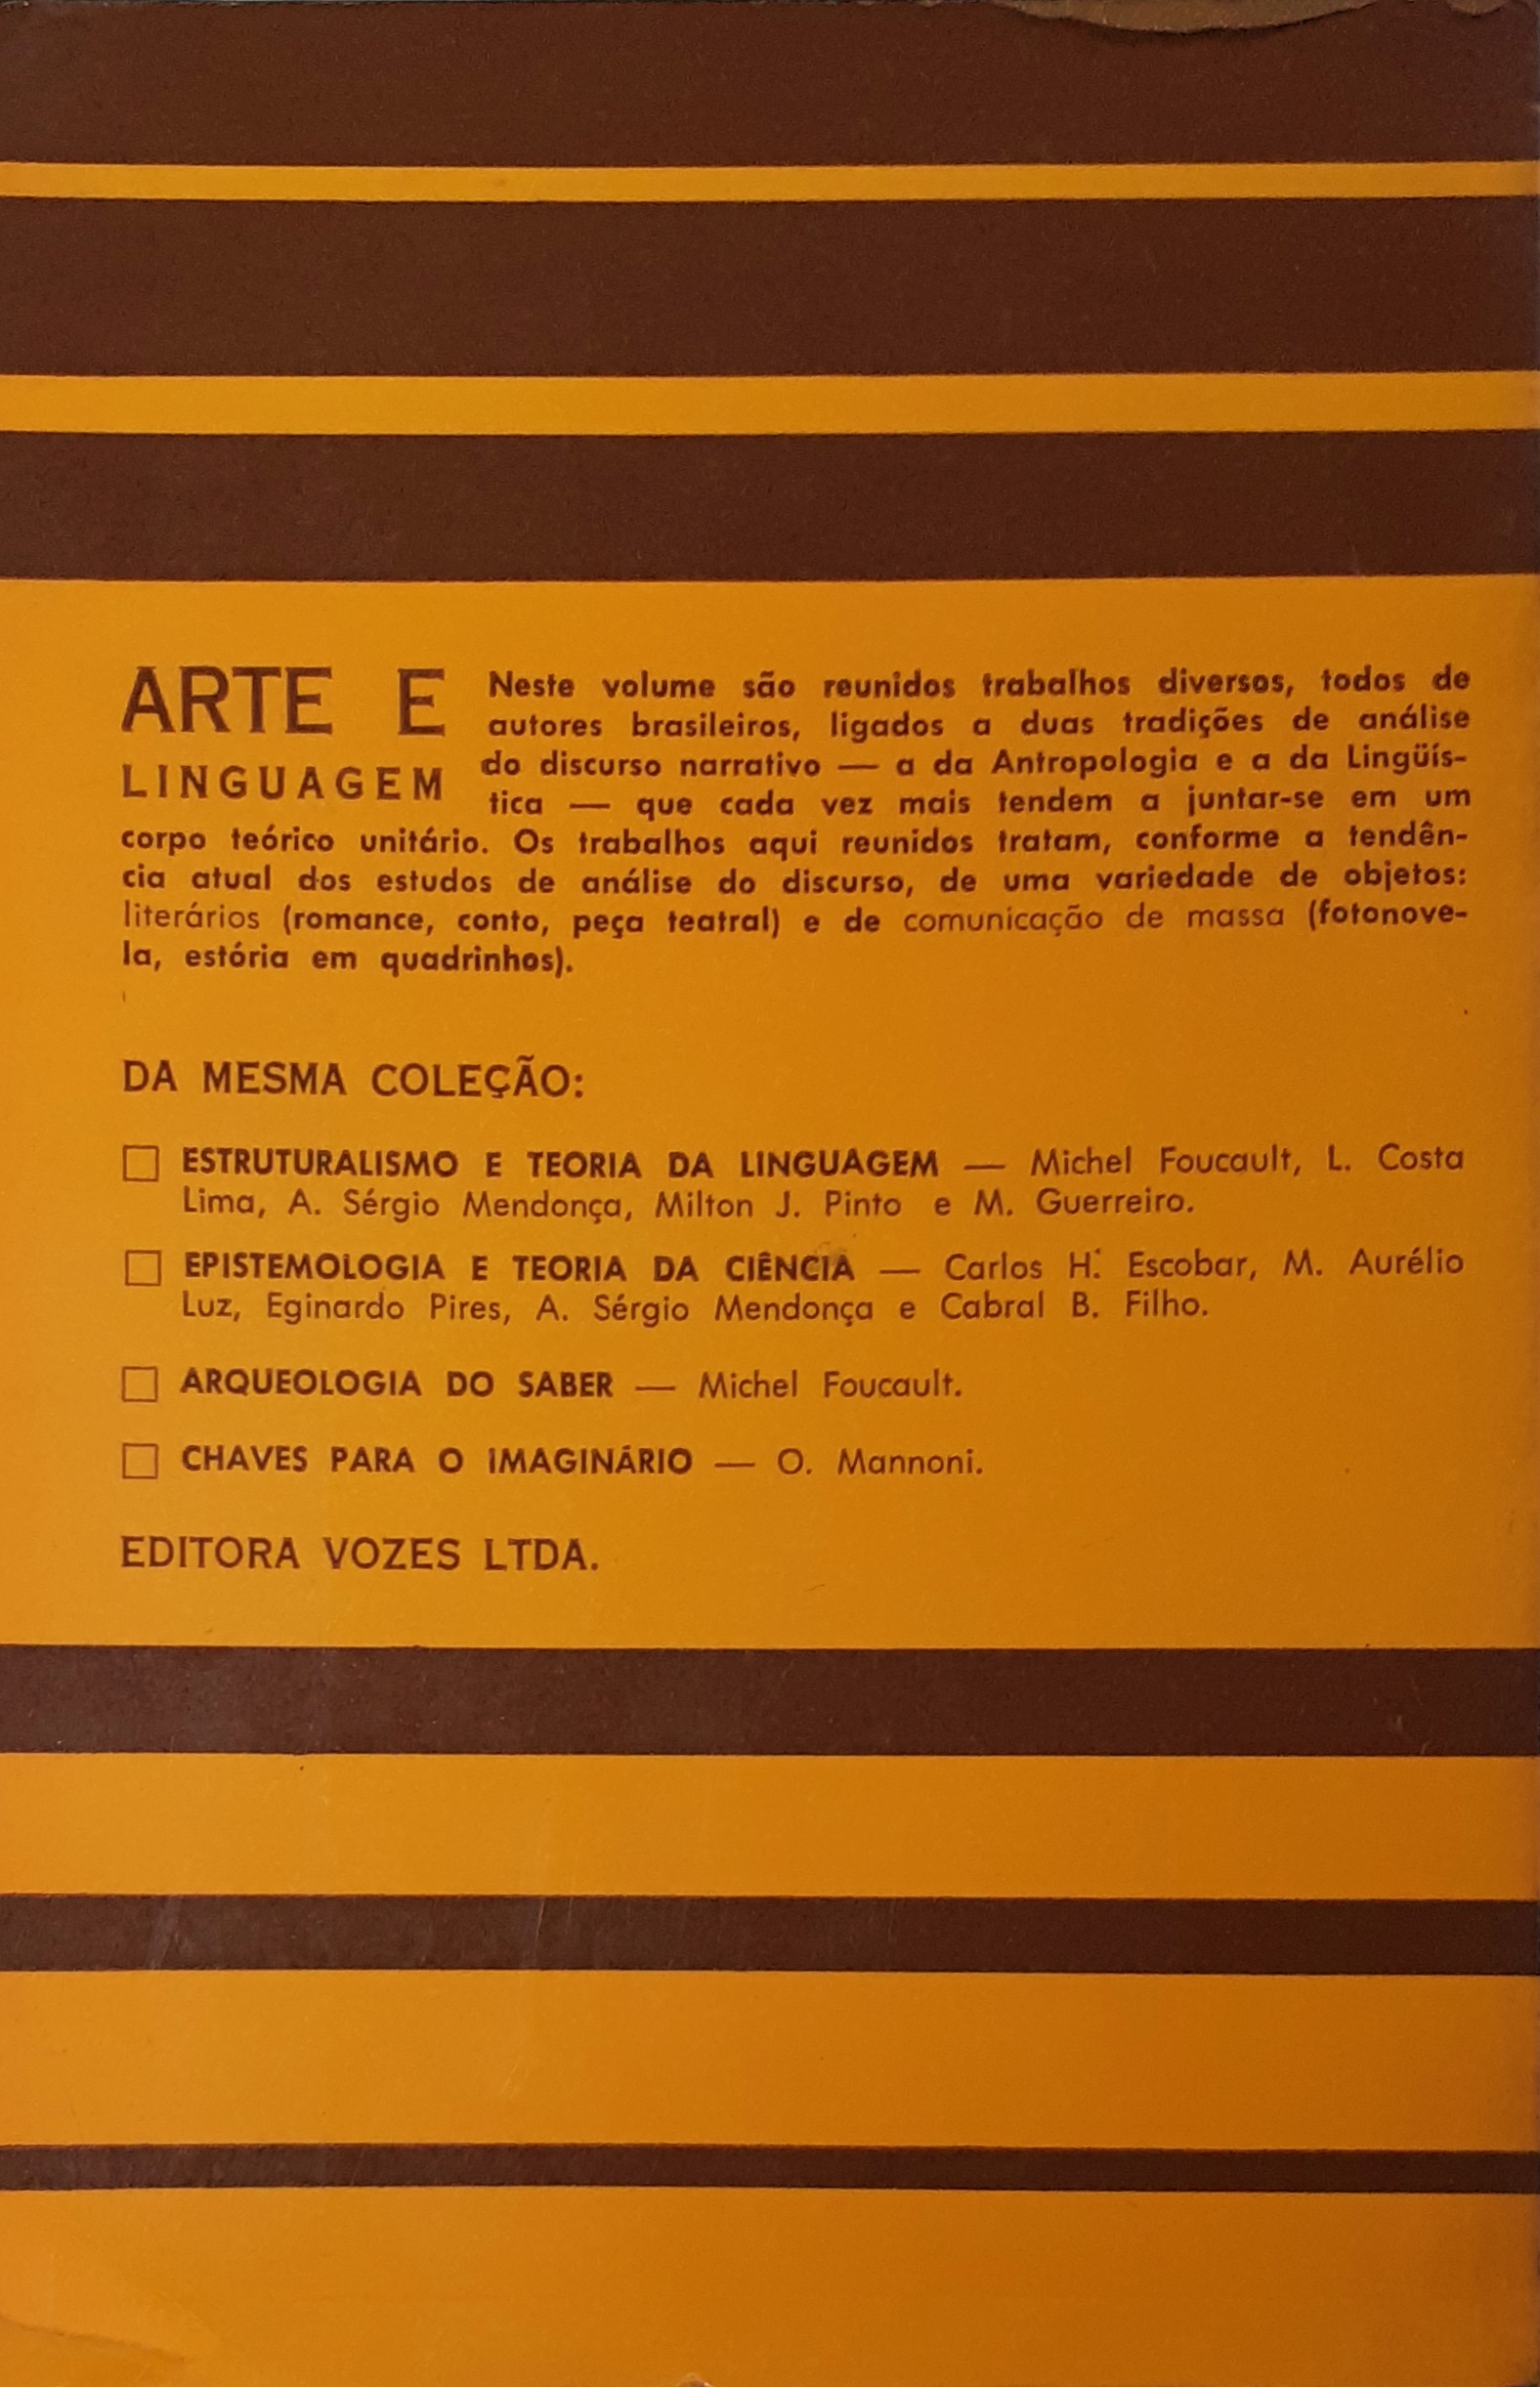 ARTE E
LINGUAGEM
Neste volume são reunidos trabalhos diversos, todos de
autores brasileiros, ligados a duas tradições de análise
do discurso narrativo — a da Antropologia e a da Lingüís-
tica — que cada vez mais tendem a juntar-se em um
corpo teórico unitário. Os trabalhos aqui reunidos tratam, conforme a tendên-
cia atual dos estudos de análise do discurso, de uma variedade de objetos:
literários (romance, conto, peça teatral) e de comunicação de massa (fotonove-
la, estória em quadrinhos).
DA MESMA COLEÇÃO:
☐ ESTRUTURALISMO E TEORIA DA LINGUAGEM — Michel Foucault, L. Costa
Lima, A. Sérgio Mendonça, Milton J. Pinto e M. Guerreiro.
☐ EPISTEMOLOGIA E TEORIA DA CIÊNCIA — Carlos H. Escobar, M. Aurélio
Luz, Eginardo Pires, A. Sérgio Mendonça e Cabral B. Filho.
☐ ARQUEOLOGIA DO SABER — Michel Foucault.
☐ CHAVES PARA O IMAGINÁRIO — O. Mannoni.
EDITORA VOZES LTDA.